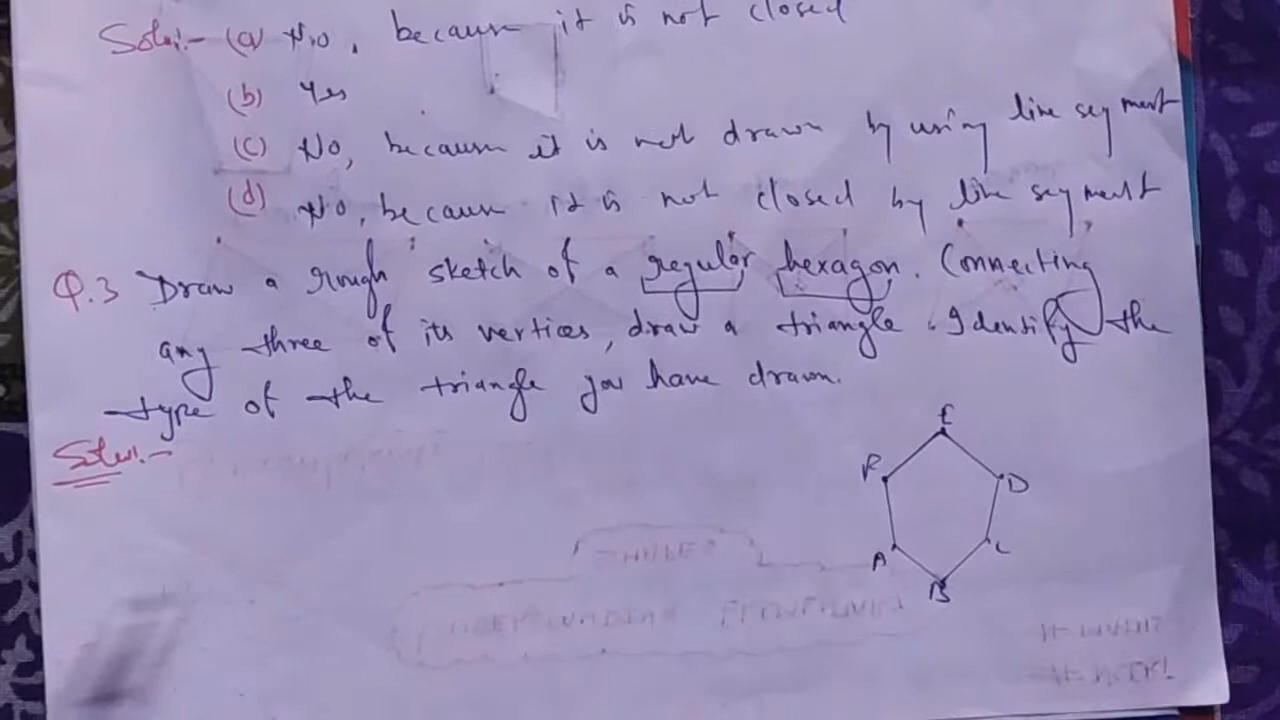 Soln:- (a) No, because it is not closed
(b) Yes
(c) No, because it is not drawn by using line segment
(d) No, because it is not closed by line segment
Q.3 Draw a rough sketch of a regular hexagon. Connecting
any three of its vertices, draw a triangle. Identify the
type of the triangle you have drawn.
Soln:-
E
F
D
A
C
B